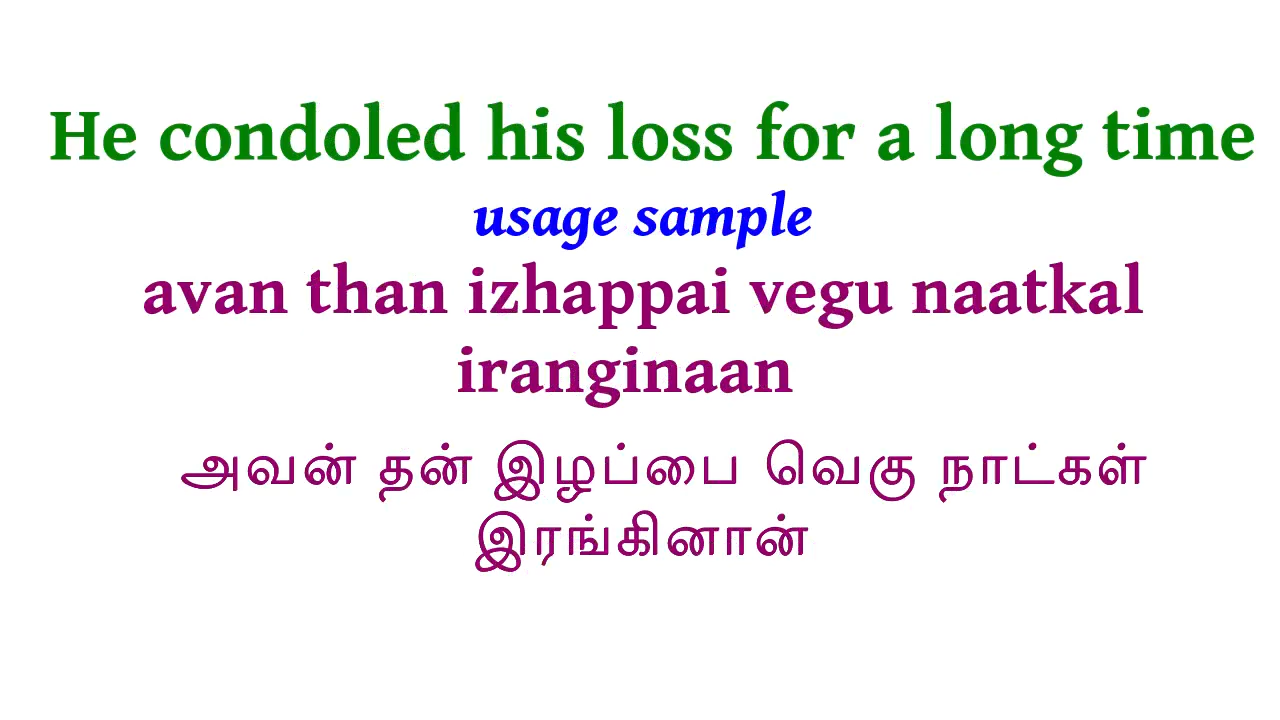 He condoled his loss for a long time
usage sample
avan than izhappai vegu naatkal
iranginaan
அவன் தன் இழப்பை வெகு நாட்கள்
இரங்கினான்